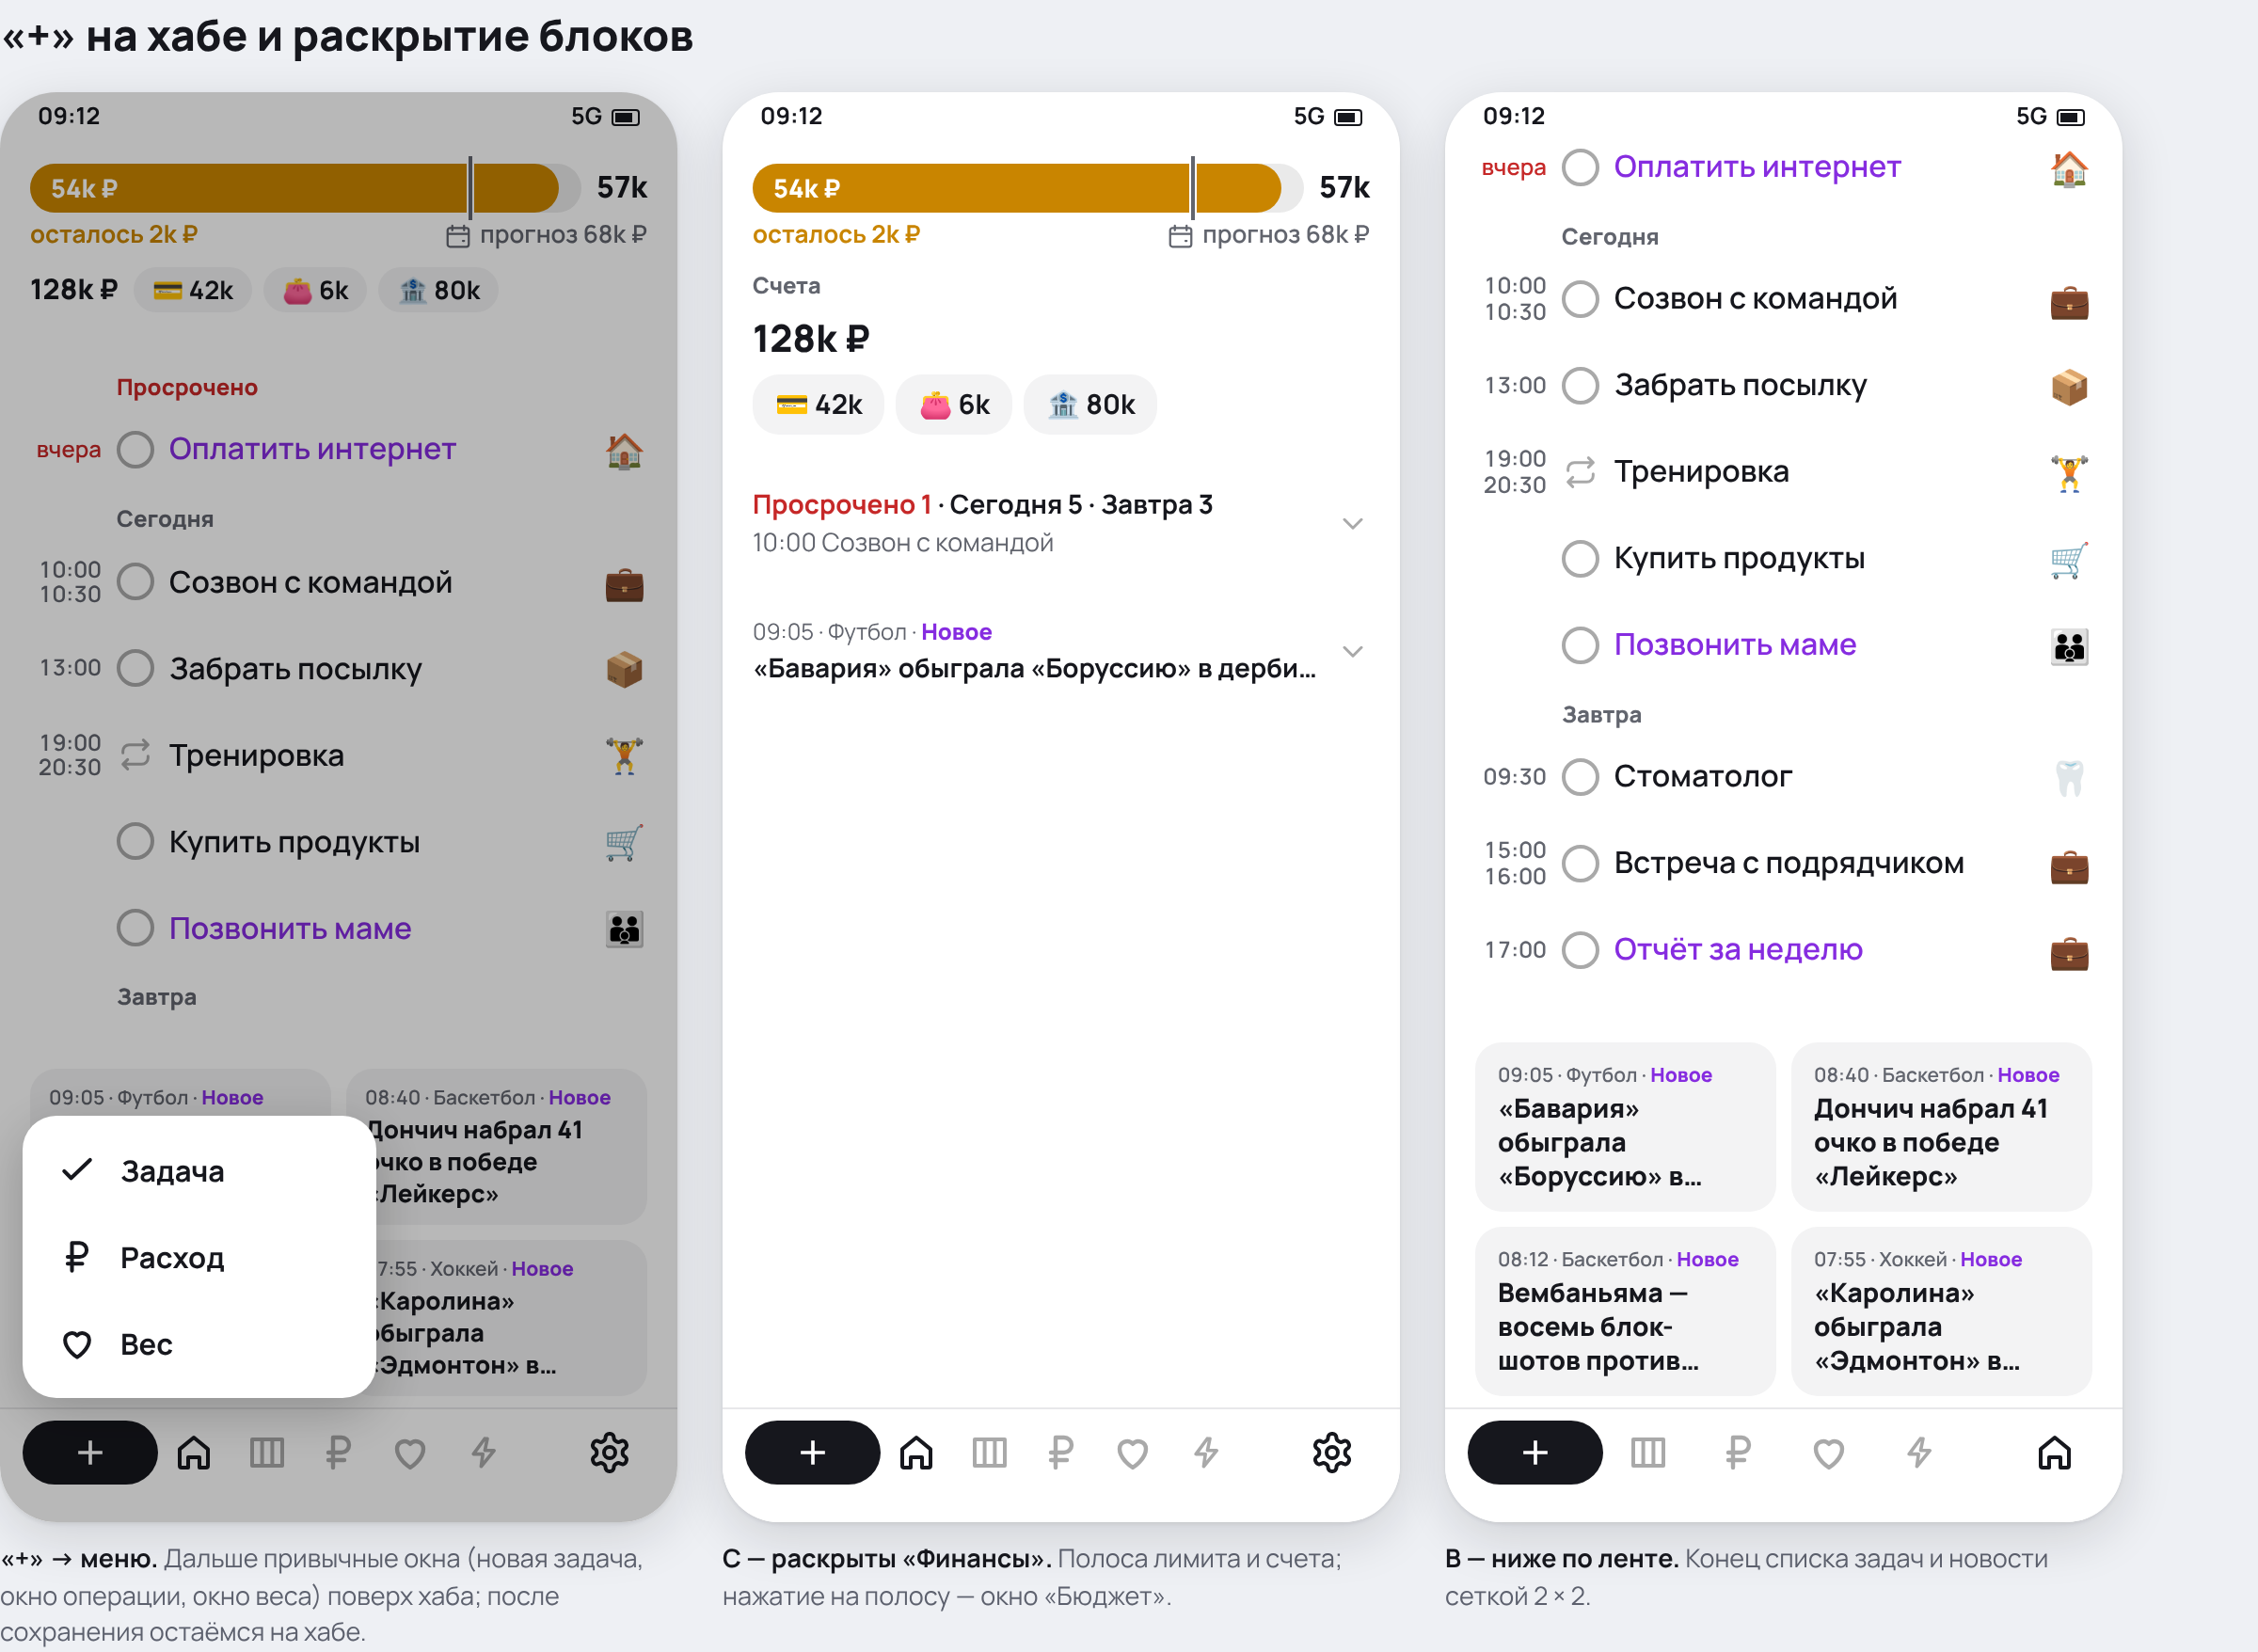 «+» на хабе и раскрытие блоков
09:12
5G
54k ₽
57k
осталось 2k ₽
прогноз 68k ₽
128k ₽
42k
6k
80k
Просрочено
вчера
Оплатить интернет
Сегодня
10:00
10:30
Созвон с командой
13:00
Забрать посылку
19:00
20:30
Тренировка
Купить продукты
Позвонить маме
Завтра
09:05 · Футбол · Новое
08:40 · Баскетбол · Новое
Дончич набрал 41
очко в победе
«Лейкерс»
7:55 · Хоккей · Новое
«Каролина»
обыграла
«Эдмонтон» в…
Задача
Расход
Вес
+
«+» → меню. Дальше привычные окна (новая задача,
окно операции, окно веса) поверх хаба; после
сохранения остаёмся на хабе.
09:12
5G
54k ₽
57k
осталось 2k ₽
прогноз 68k ₽
Счета
128k ₽
42k
6k
80k
Просрочено 1 · Сегодня 5 · Завтра 3
10:00 Созвон с командой
09:05 · Футбол · Новое
«Бавария» обыграла «Боруссию» в дерби…
+
C — раскрыты «Финансы». Полоса лимита и счета;
нажатие на полосу — окно «Бюджет».
09:12
5G
вчера
Оплатить интернет
Сегодня
10:00
10:30
Созвон с командой
13:00
Забрать посылку
19:00
20:30
Тренировка
Купить продукты
Позвонить маме
Завтра
09:30
Стоматолог
15:00
16:00
Встреча с подрядчиком
17:00
Отчёт за неделю
09:05 · Футбол · Новое
«Бавария»
обыграла
«Боруссию» в…
08:40 · Баскетбол · Новое
Дончич набрал 41
очко в победе
«Лейкерс»
08:12 · Баскетбол · Новое
Вембаньяма —
восемь блок-
шотов против…
07:55 · Хоккей · Новое
«Каролина»
обыграла
«Эдмонтон» в…
+
B — ниже по ленте. Конец списка задач и новости
сеткой 2 × 2.